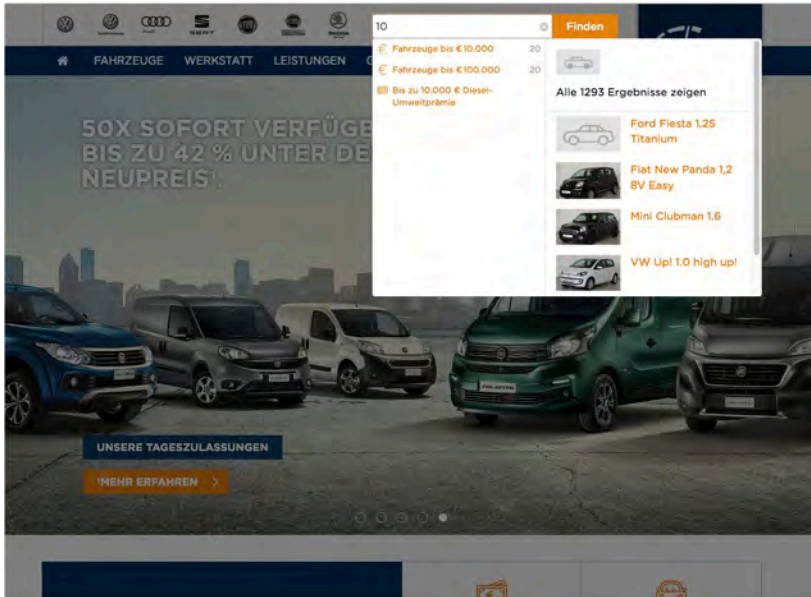 SEAT
ŠKODA
10
Finden
FAHRZEUGE
WERKSTATT
LEISTUNGEN
Fahrzeuge bis € 10.000 20
Fahrzeuge bis € 100.000 20
Bis zu 10.000 € Diesel-
Umweltprämie
Alle 1293 Ergebnisse zeigen
Ford Fiesta 1.25
Titanium
Fiat New Panda 1,2
8V Easy
Mini Clubman 1.6
VW Up! 1.0 high up!
50X SOFORT VERFÜGB
BIS ZU 42 % UNTER DE
NEUPREIS¹.
UNSERE TAGESZULASSUNGEN
¹MEHR ERFAHREN